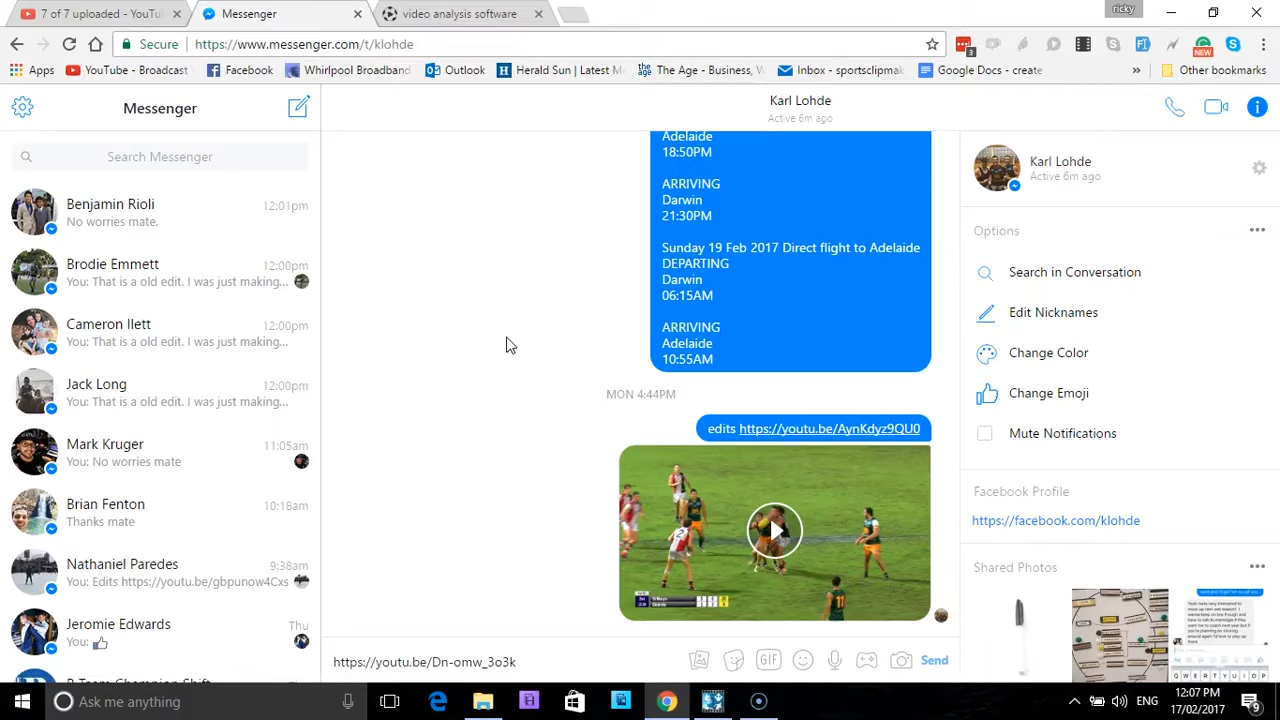 7 of 7 uploaded - YouTu
Messenger
video analysis software
ricky
Secure
https://www.messenger.com/t/klohde
3
NEW
Apps
YouTube - Broadcast
Facebook
Whirlpool Broadband
Outlook
Herald Sun | Latest M
The Age - Business, W
Inbox - sportsclipmak
Google Docs - create
»
Other bookmarks
Messenger
Search Messenger
Benjamin Rioli
12:01pm
No worries mate.
Brodie Emmett
12:00pm
You: That is a old edit. I was just making...
Cameron Ilett
12:00pm
You: That is a old edit. I was just making...
Jack Long
12:00pm
You: That is a old edit. I was just making...
Mark Kruger
11:05am
You: No worries mate
Brian Fenton
10:18am
Thanks mate
Nathaniel Paredes
9:38am
You: Edits https://youtu.be/gbpunow4Cxs
Jeromie Edwards
Thu
You:
Karl Lohde
Active 6m ago
Adelaide
18:50PM
ARRIVING
Darwin
21:30PM
Sunday 19 Feb 2017 Direct flight to Adelaide
DEPARTING
Darwin
06:15AM
ARRIVING
Adelaide
10:55AM
MON 4:44PM
edits https://youtu.be/AynKdyz9QU0
2
11
https://youtu.be/Dn-omw_3o3k
GIF
Send
Karl Lohde
Active 6m ago
Options
Search in Conversation
Edit Nicknames
Change Color
Change Emoji
Mute Notifications
Facebook Profile
https://facebook.com/klohde
Shared Photos
Ask me anything
ENG
12:07 PM
17/02/2017
9